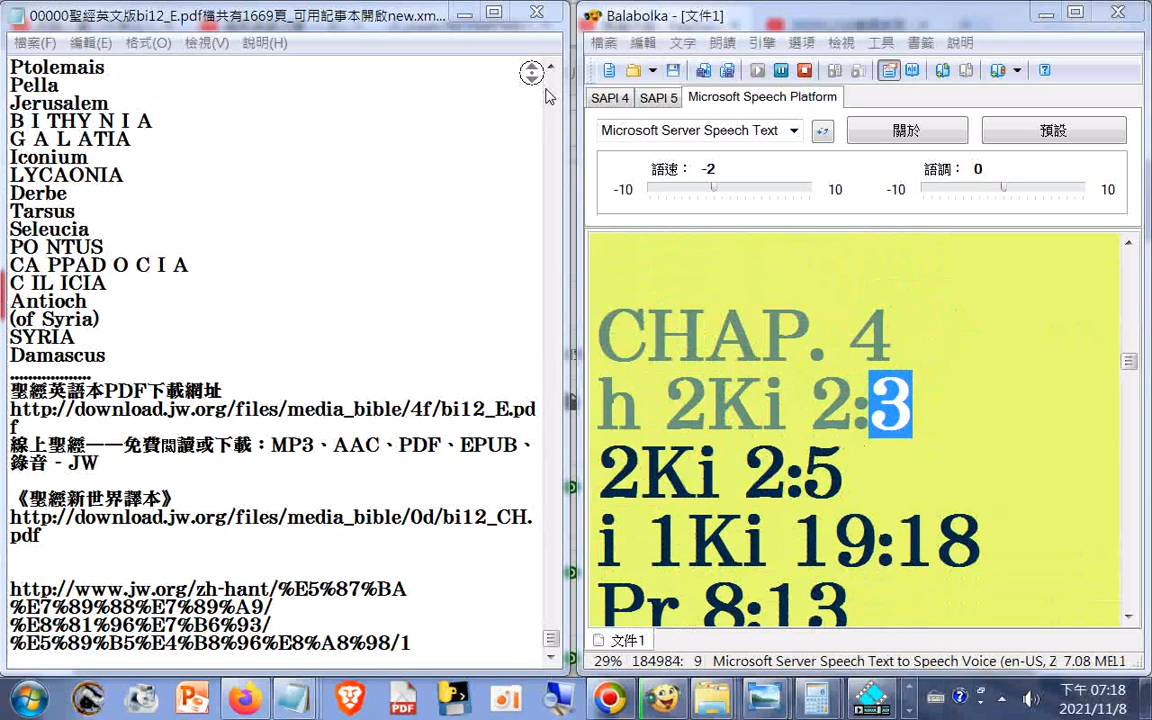 00000聖經英文版bi12_E.pdf檔共有1669頁_可用記事本開啟new.xm...
檔案(F) 編輯(E) 格式(O) 檢視(V) 說明(H)
Ptolemais
Pella
Jerusalem
B I THY N I A
G A L ATIA
Iconium
LYCAONIA
Derbe
Tarsus
Seleucia
PO NTUS
CA PPAD O C I A
C IL ICIA
Antioch
(of Syria)
SYRIA
Damascus
..................
聖經英語本PDF下載網址
http://download.jw.org/files/media_bible/4f/bi12_E.pd
f
線上聖經——免費閱讀或下載：MP3、AAC、PDF、EPUB、
錄音 - JW
《聖經新世界譯本》
http://download.jw.org/files/media_bible/0d/bi12_CH.
pdf
http://www.jw.org/zh-hant/%E5%87%BA
%E7%89%88%E7%89%A9/
%E8%81%96%E7%B6%93/
%E5%89%B5%E4%B8%96%E8%A8%98/1
Balabolka - [文件1]
檔案 編輯 文字 朗讀 引擎 選項 檢視 工具 書籤 說明
SAPI 4 SAPI 5 Microsoft Speech Platform
Microsoft Server Speech Text 關於 預設
語速： -2 語調： 0
-10 10 -10 10
CHAP. 4
h 2Ki 2:3
2Ki 2:5
i 1Ki 19:18
Pr 8:13
文件1
29% 184984: 9 Microsoft Server Speech Text to Speech Voice (en-US, Z 7.08 ME
PDF
下午 07:18
2021/11/8